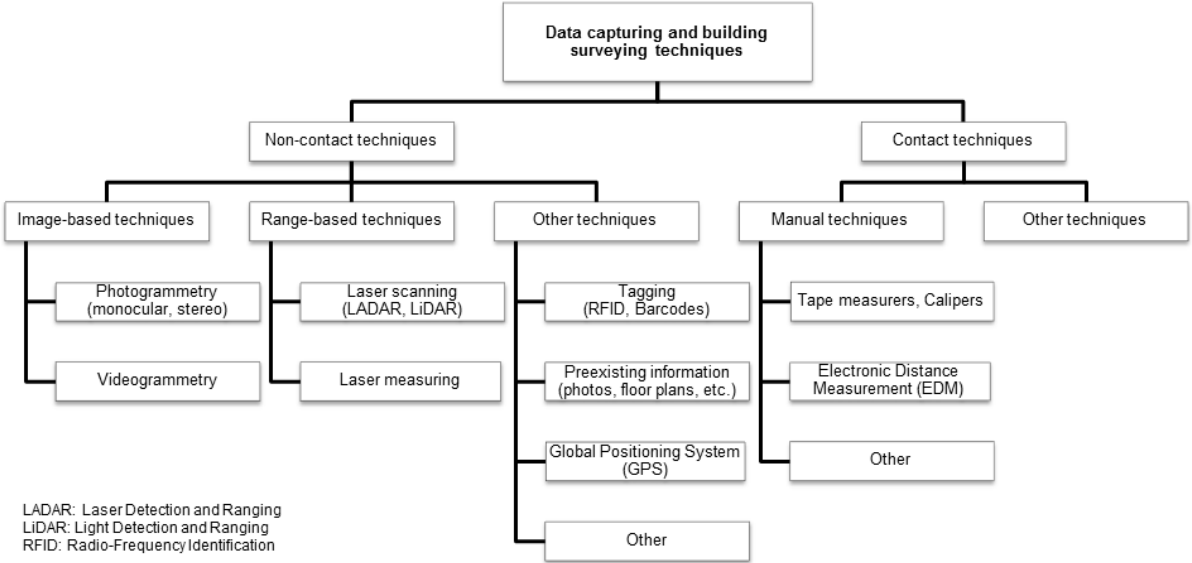 Data capturing and building
surveying techniques
Non-contact techniques
Contact techniques
Image-based techniques
Range-based techniques
Other techniques
Manual techniques
Other techniques
Photogrammetry
(monocular, stereo)
Laser scanning
(LADAR, LiDAR)
Tagging
(RFID, Barcodes)
Tape measurers, Calipers
Videogrammetry
Laser measuring
Preexisting information
(photos, floor plans, etc.)
Electronic Distance
Measurement (EDM)
Global Positioning System
(GPS)
Other
Other
LADAR: Laser Detection and Ranging
LiDAR: Light Detection and Ranging
RFID: Radio-Frequency Identification